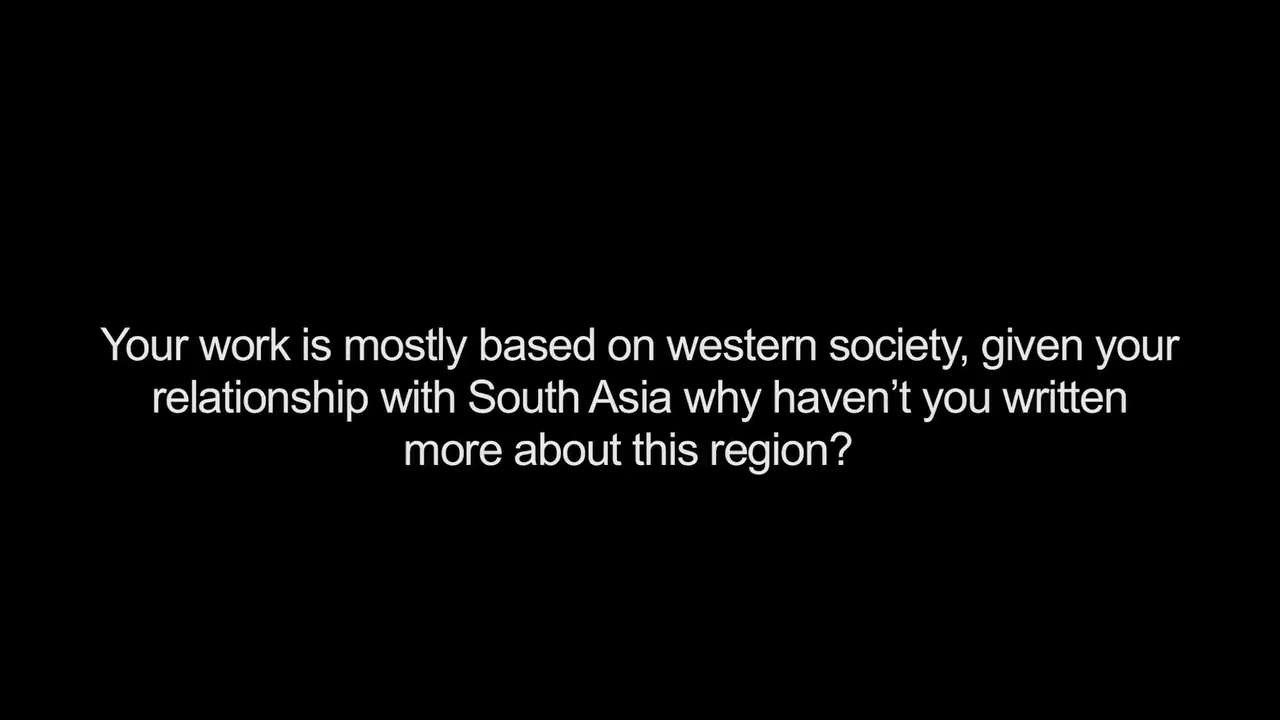 Your work is mostly based on western society, given your
relationship with South Asia why haven’t you written
more about this region?